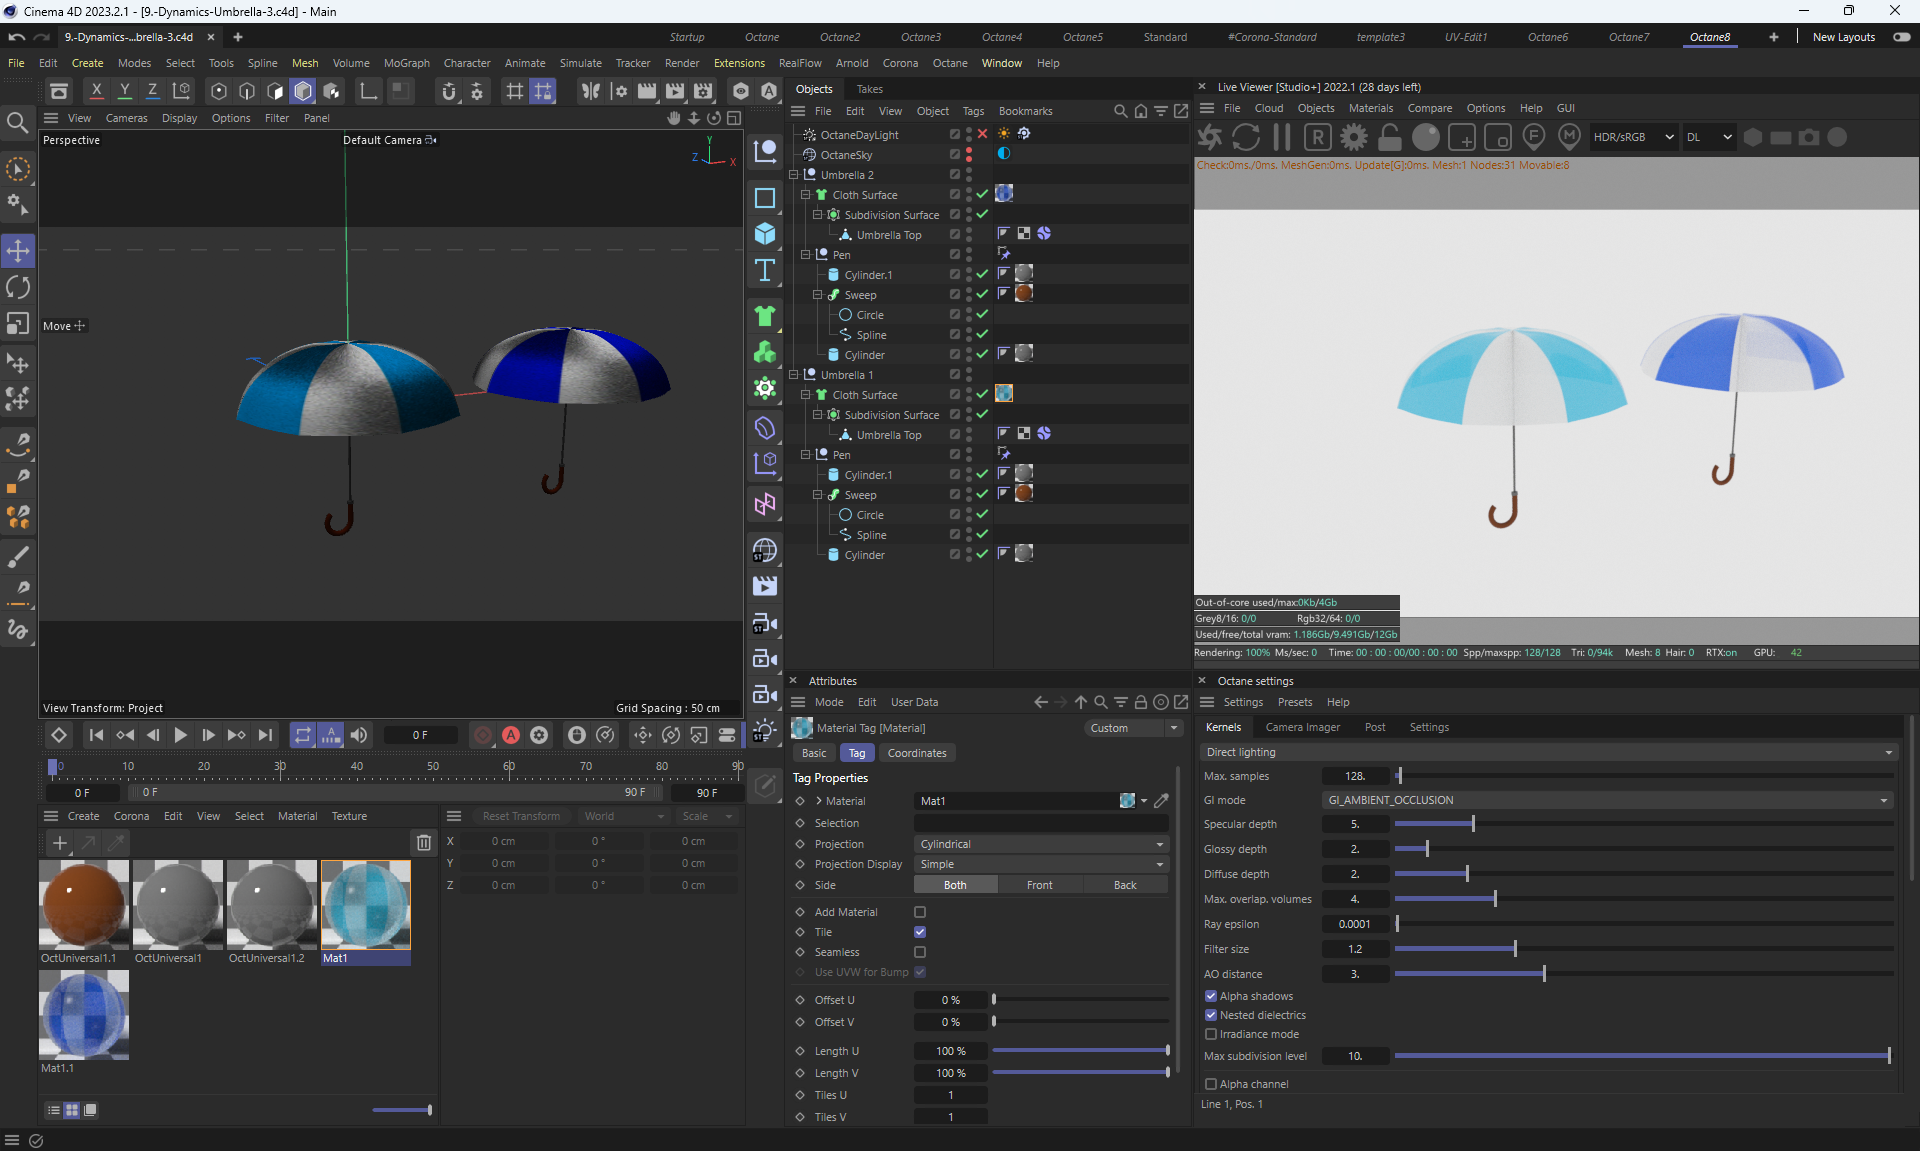 Cinema 4D 2023.2.1 - [9.-Dynamics-Umbrella-3.c4d] - Main
9.-Dynamics-...brella-3.c4d
Startup Octane Octane2 Octane3 Octane4 Octane5 Standard #Corona-Standard template3 UV-Edit1 Octane6 Octane7 Octane8 New Layouts
File Edit Create Modes Select Tools Spline Mesh Volume MoGraph Character Animate Simulate Tracker Render Extensions RealFlow Arnold Corona Octane Window Help
X Y Z
View Cameras Display Options Filter Panel
Perspective
Default Camera
Y
Z X
Move
View Transform: Project
Grid Spacing : 50 cm
0 F
0 10 20 30 40 50 60 70 80 90
0 F 0 F 90 F 90 F
Create Corona Edit View Select Material Texture
OctUniversal1.1 OctUniversal1 OctUniversal1.2 Mat1
Mat1.1
Reset Transform World Scale
X 0 cm 0 ° 0 cm
Y 0 cm 0 ° 0 cm
Z 0 cm 0 ° 0 cm
Objects Takes
File Edit View Object Tags Bookmarks
OctaneDayLight
OctaneSky
Umbrella 2
Cloth Surface
Subdivision Surface
Umbrella Top
Pen
Cylinder.1
Sweep
Circle
Spline
Cylinder
Umbrella 1
Cloth Surface
Subdivision Surface
Umbrella Top
Pen
Cylinder.1
Sweep
Circle
Spline
Cylinder
Attributes
Mode Edit User Data
Material Tag [Material]
Custom
Basic Tag Coordinates
Tag Properties
Material Mat1
Selection
Projection Cylindrical
Projection Display Simple
Side Both Front Back
Add Material
Tile
Seamless
Use UVW for Bump
Offset U 0 %
Offset V 0 %
Length U 100 %
Length V 100 %
Tiles U 1
Tiles V 1
Live Viewer [Studio+] 2022.1 (28 days left)
File Cloud Objects Materials Compare Options Help GUI
R F M HDR/sRGB DL
Check:0ms./0ms. MeshGen:0ms. Update[G]:0ms. Mesh:1 Nodes:31 Movable:8
Out-of-core used/max:0Kb/4Gb
Grey8/16: 0/0 Rgb32/64: 0/0
Used/free/total vram: 1.186Gb/9.491Gb/12Gb
Rendering: 100% Ms/sec: 0 Time: 00 : 00 : 00/00 : 00 : 00 Spp/maxspp: 128/128 Tri: 0/94k Mesh: 8 Hair: 0 RTX:on GPU: 42
Octane settings
Settings Presets Help
Kernels Camera Imager Post Settings
Direct lighting
Max. samples 128.
GI mode GI_AMBIENT_OCCLUSION
Specular depth 5.
Glossy depth 2.
Diffuse depth 2.
Max. overlap. volumes 4.
Ray epsilon 0.0001
Filter size 1.2
AO distance 3.
Alpha shadows
Nested dielectrics
Irradiance mode
Max subdivision level 10.
Alpha channel
Line 1, Pos. 1